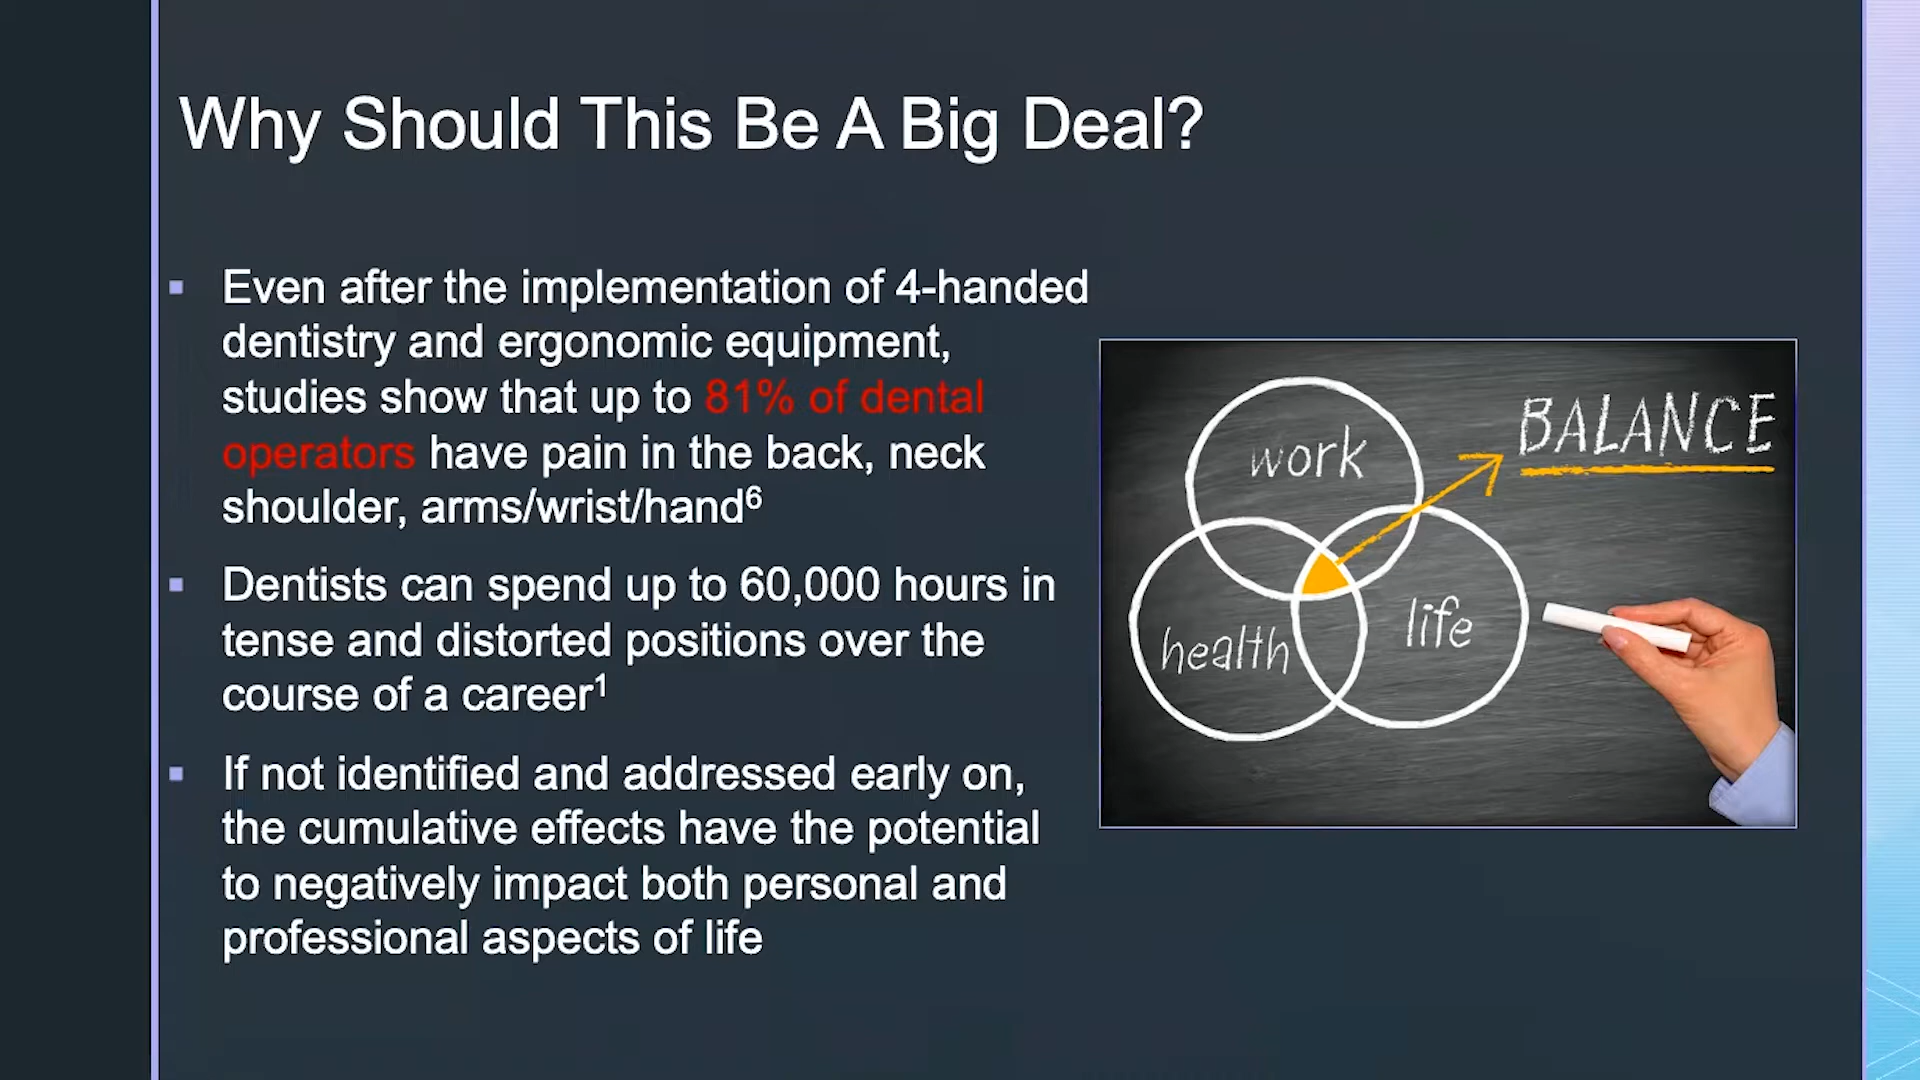 Why Should This Be A Big Deal?
Even after the implementation of 4-handed
dentistry and ergonomic equipment,
studies show that up to 81% of dental
operators have pain in the back, neck
shoulder, arms/wrist/hand⁶
Dentists can spend up to 60,000 hours in
tense and distorted positions over the
course of a career¹
If not identified and addressed early on,
the cumulative effects have the potential
to negatively impact both personal and
professional aspects of life
BALANCE
work
health
life